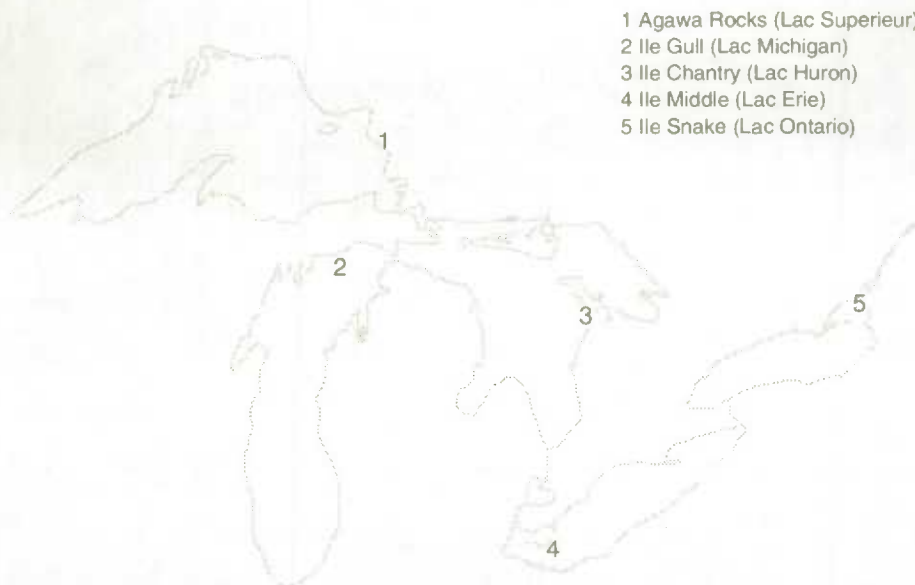 1 Agawa Rocks (Lac Superieur)
2 Ile Gull (Lac Michigan)
3 Ile Chantry (Lac Huron)
4 Ile Middle (Lac Erie)
5 Ile Snake (Lac Ontario)
1
2
3
5
4